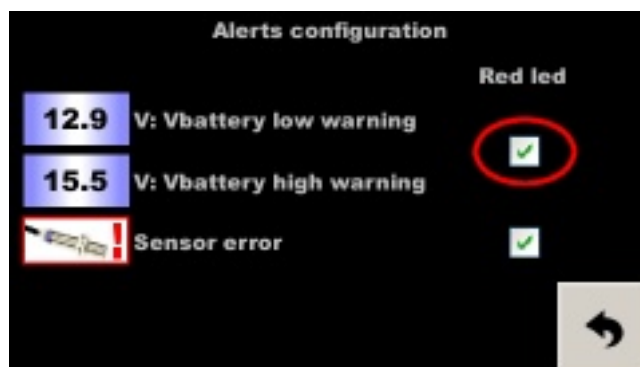 Alerts configuration
Red led
12.9 V: Vbattery low warning
15.5 V: Vbattery high warning
! Sensor error